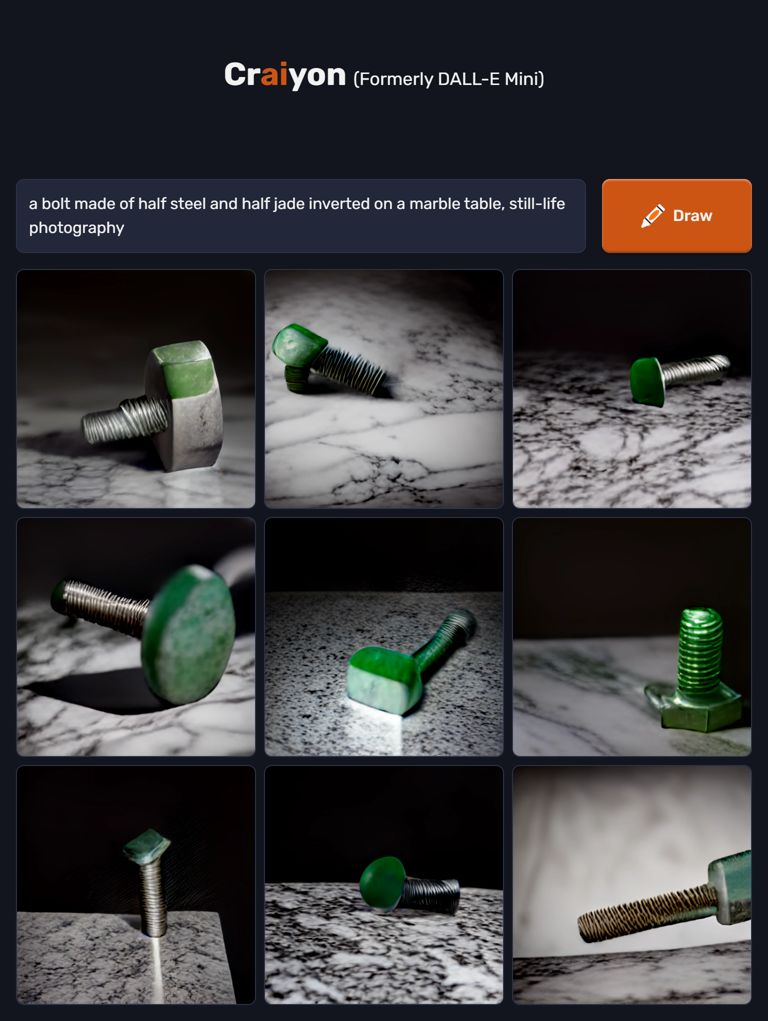 Craiyon (Formerly DALL-E Mini)
a bolt made of half steel and half jade inverted on a marble table, still-life
photography
Draw